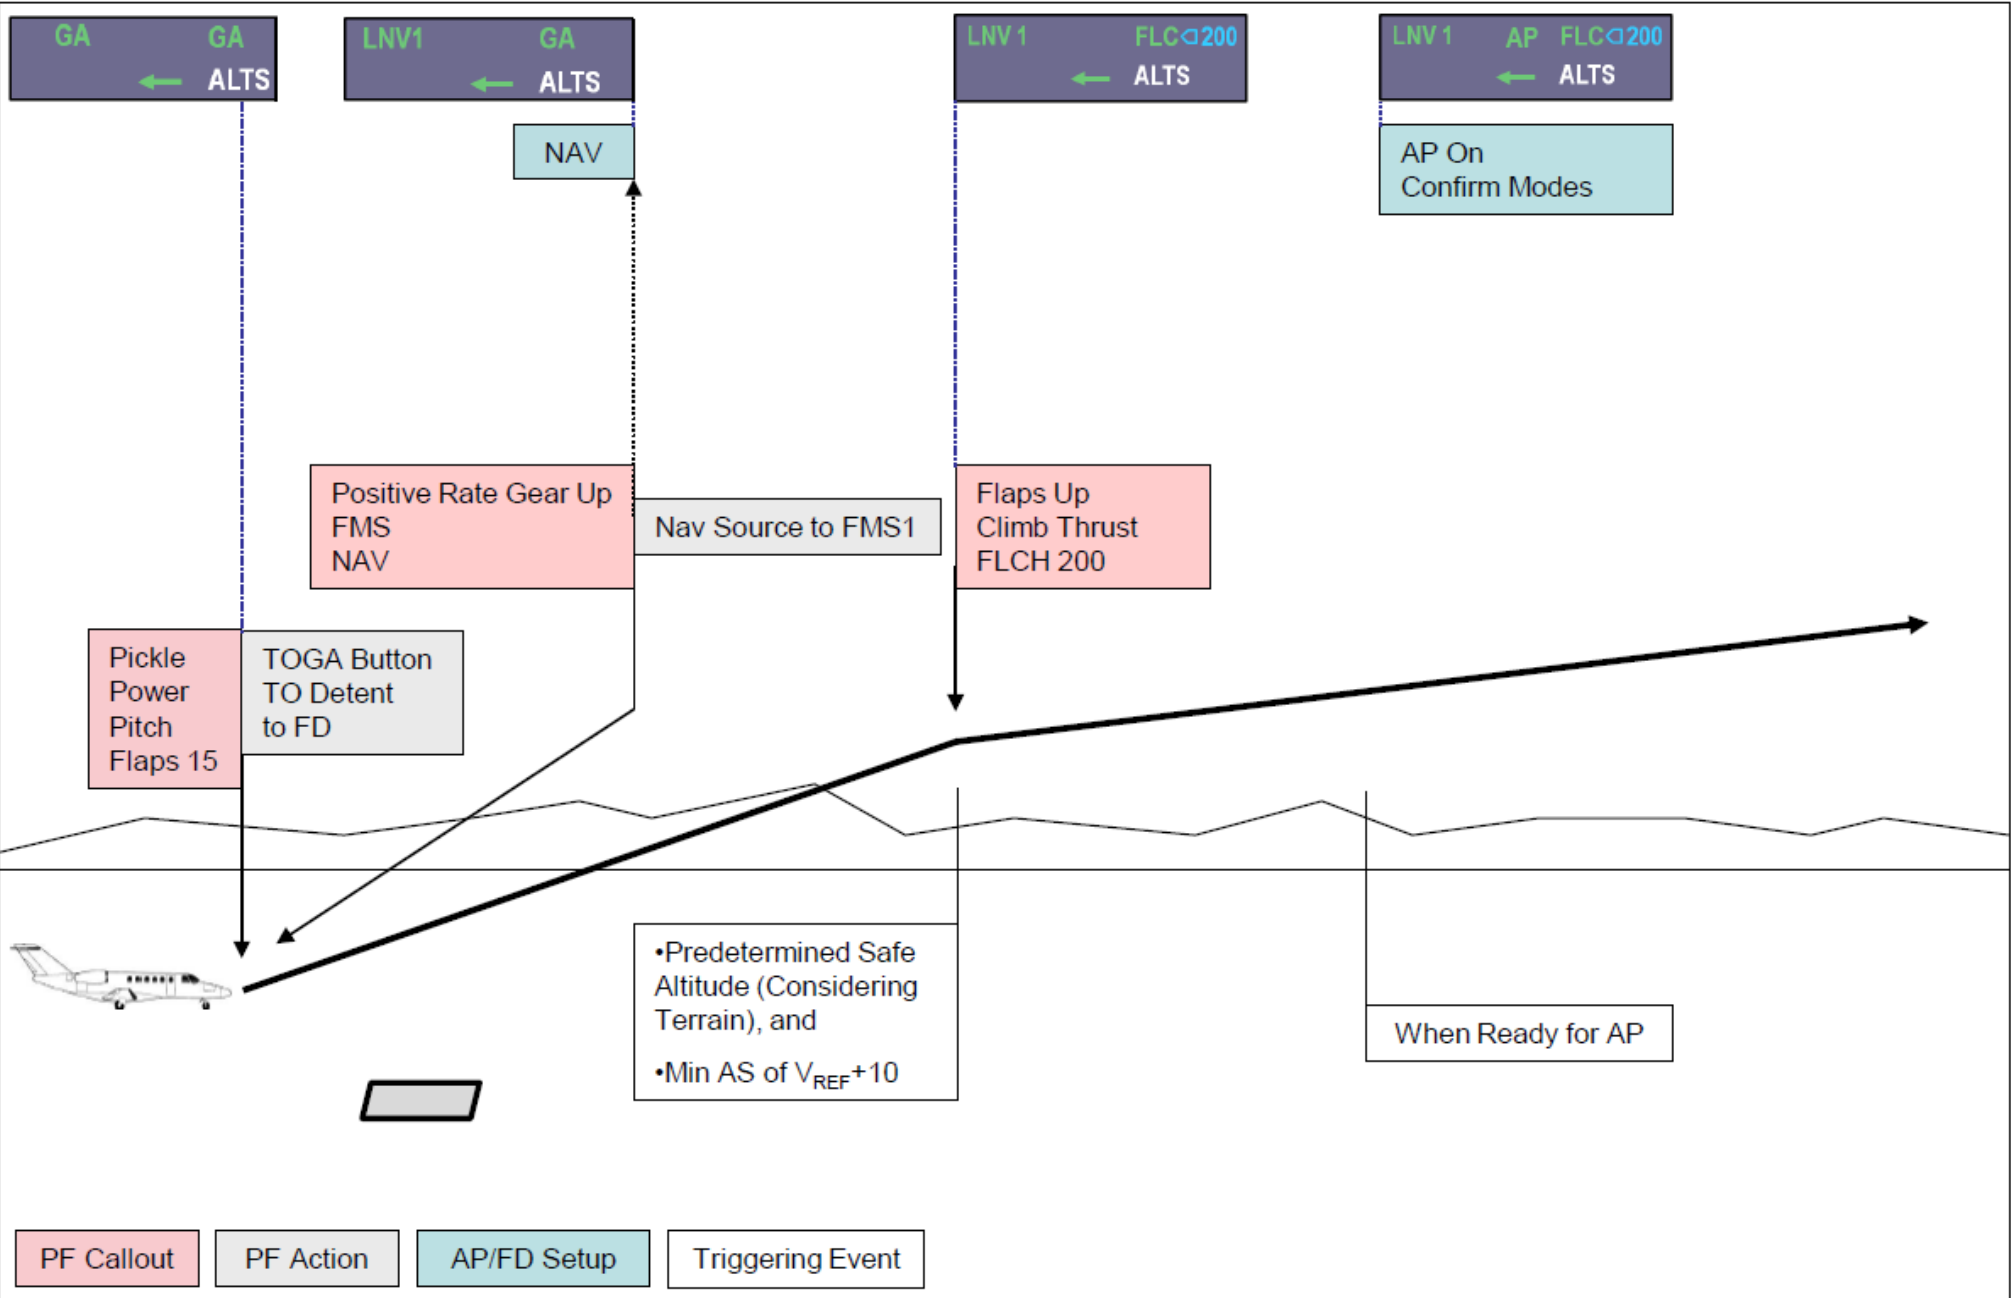 GA GA
ALTS
LNV1 GA
ALTS
LNV 1 FLC 200
ALTS
LNV 1 AP FLC 200
ALTS
NAV
AP On
Confirm Modes
Positive Rate Gear Up
FMS
NAV
Nav Source to FMS1
Flaps Up
Climb Thrust
FLCH 200
Pickle
Power
Pitch
Flaps 15
TOGA Button
TO Detent
to FD
•Predetermined Safe
Altitude (Considering
Terrain), and
•Min AS of VREF+10
When Ready for AP
PF Callout
PF Action
AP/FD Setup
Triggering Event